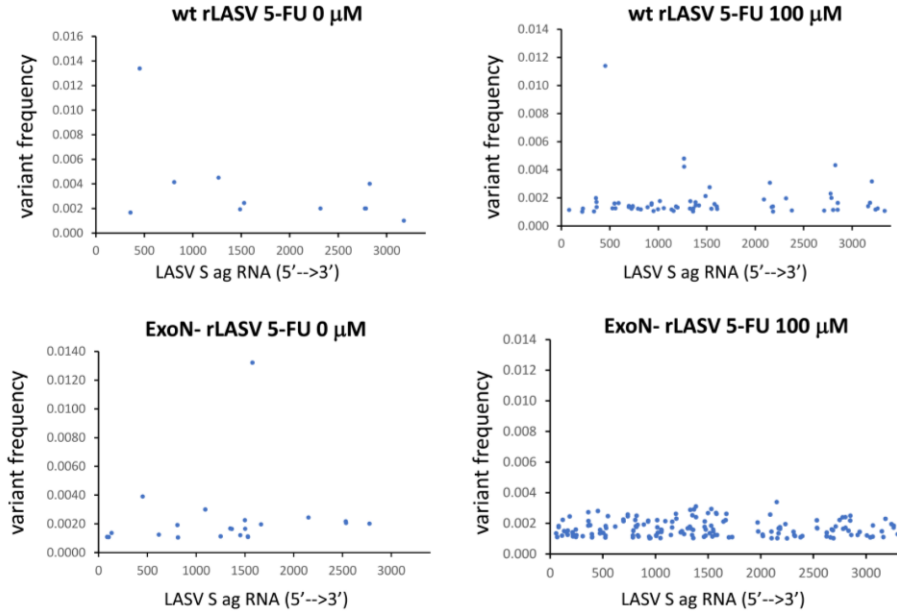 wt rLASV 5-FU 0 μM
0.016
0.014
0.012
0.010
0.008
0.006
0.004
0.002
0.000
variant frequency
0 500 1000 1500 2000 2500 3000
LASV S ag RNA (5’-->3’)
wt rLASV 5-FU 100 μM
0.014
0.012
0.010
0.008
0.006
0.004
0.002
0.000
variant frequency
0 500 1000 1500 2000 2500 3000
LASV S ag RNA (5’-->3’)
ExoN- rLASV 5-FU 0 μM
0.0140
0.0120
0.0100
0.0080
0.0060
0.0040
0.0020
0.0000
variant frequency
0 500 1000 1500 2000 2500 3000
LASV S ag RNA (5’-->3’)
ExoN- rLASV 5-FU 100 μM
0.014
0.012
0.010
0.008
0.006
0.004
0.002
0.000
variant frequency
0 500 1000 1500 2000 2500 3000
LASV S ag RNA (5’-->3’)